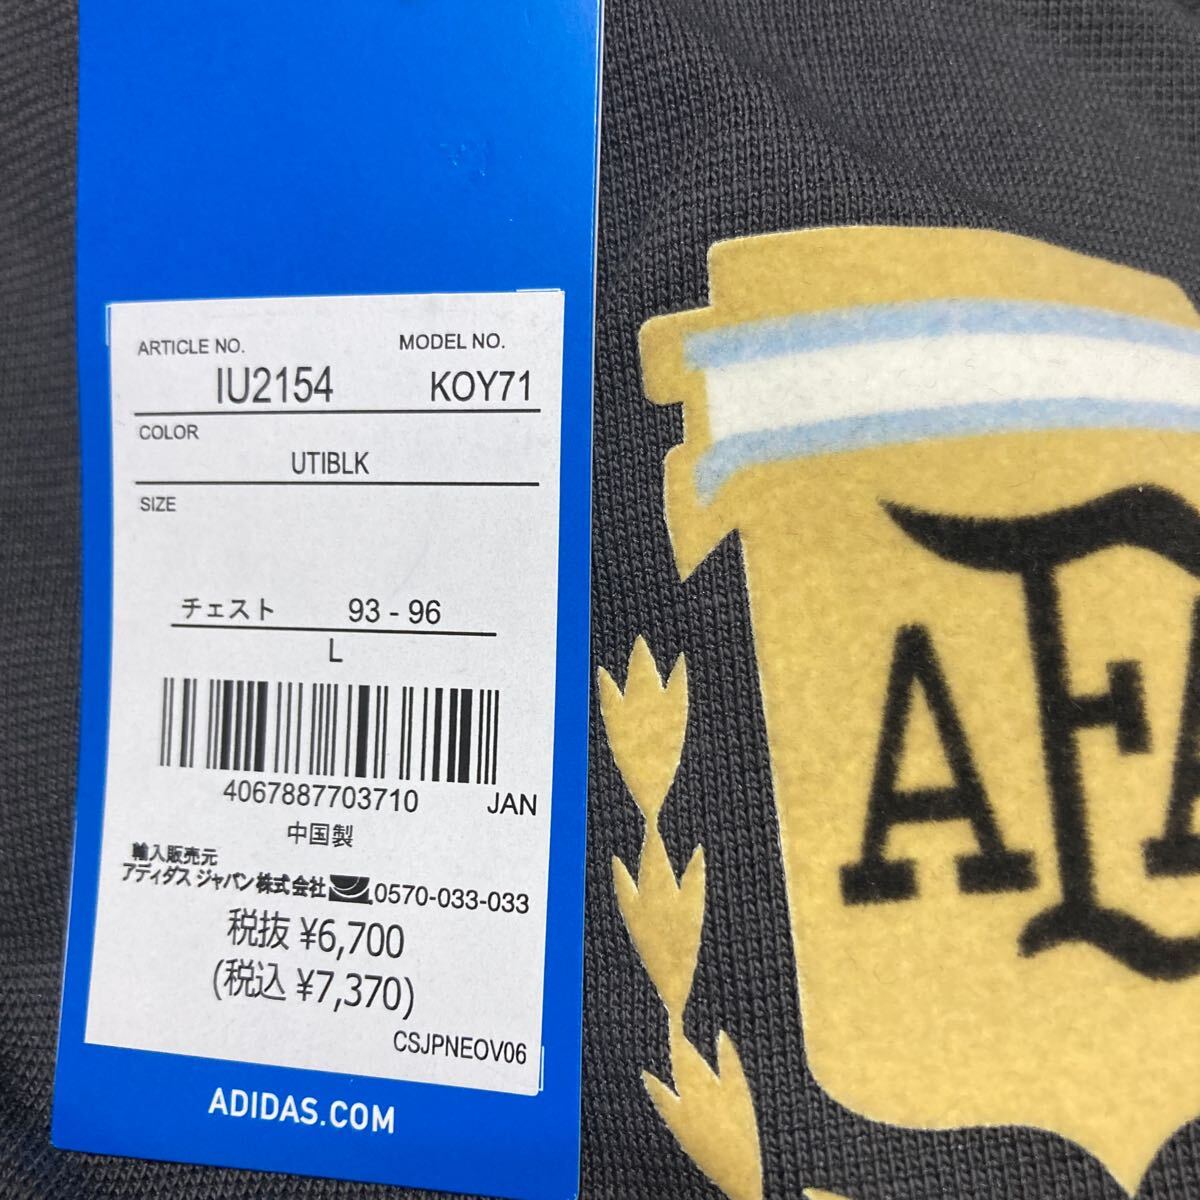 ARTICLE NO. MODEL NO.
IU2154 KOY71
COLOR
UTIBLK
SIZE
チェスト 93 - 96
L
4067887703710 JAN
中国製
輸入販売元
アディダス ジャパン株式会社 0570-033-033
税抜 ¥6,700
(税込 ¥7,370)
CSJPNEOV06
ADIDAS.COM
AFA